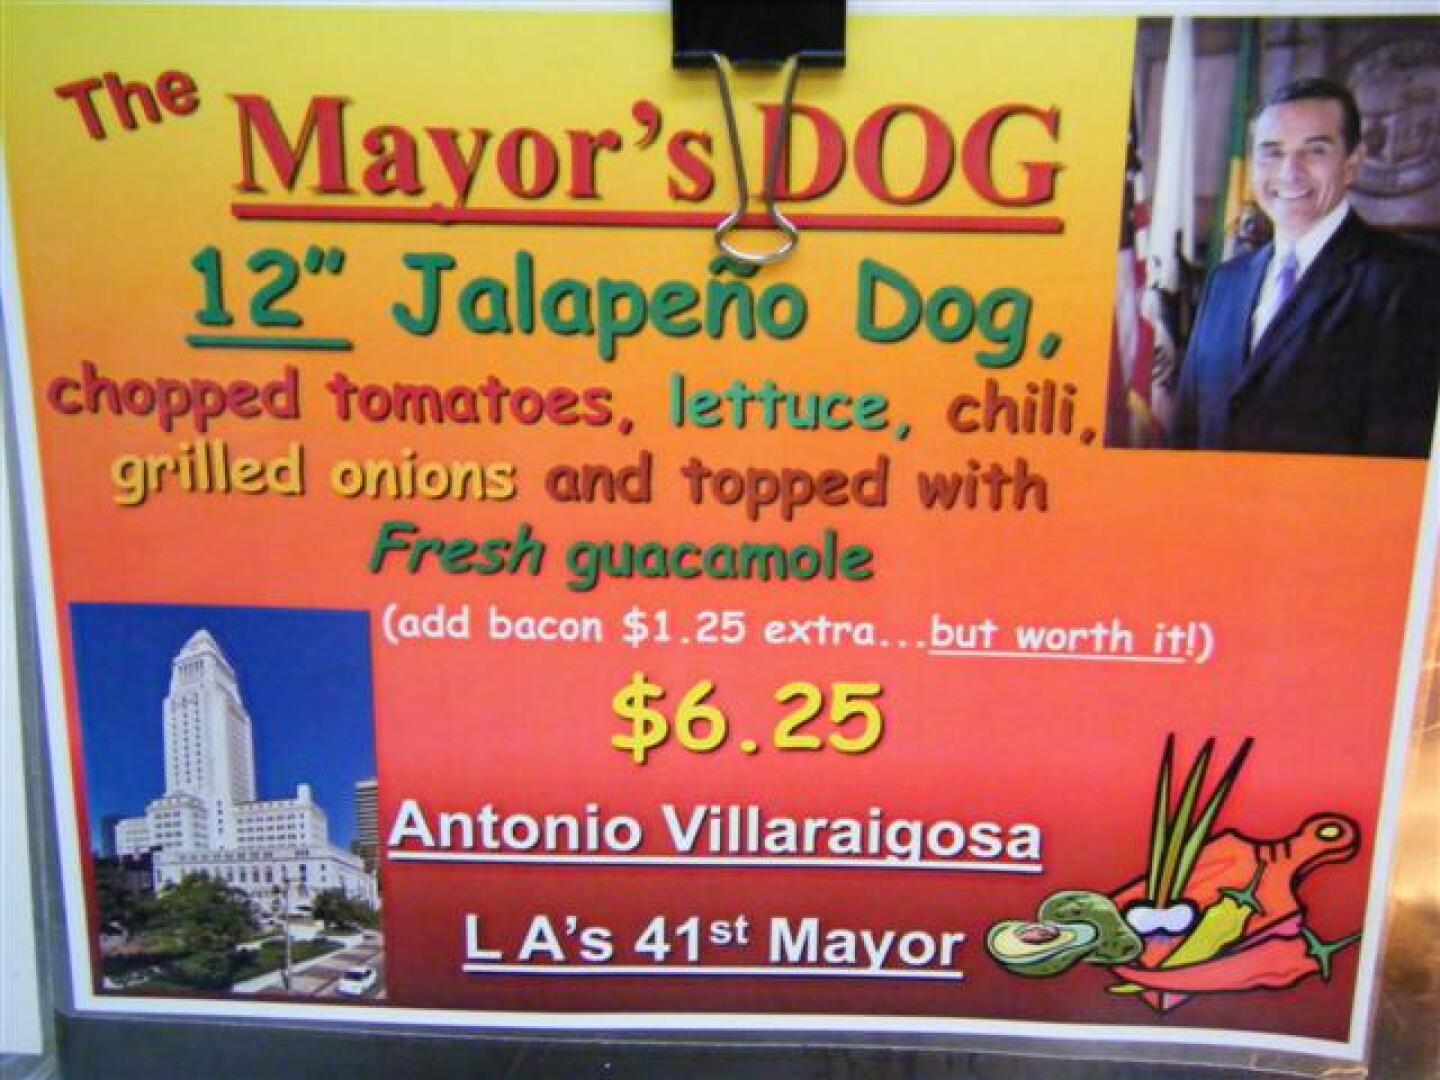 The Mayor's DOG
12" Jalapeño Dog,
chopped tomatoes, lettuce, chili,
grilled onions and topped with
Fresh guacamole
(add bacon $1.25 extra...but worth it!)
$6.25
Antonio Villaraigosa
L A's 41st Mayor